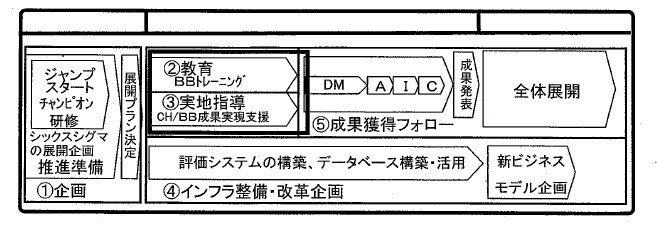 ジャンプ
スタート
チャンピオン
研修
シックスシグマ
の展開企画
推進準備
①企画
展開プラン決定
②教育
BBトレーニング
③実地指導
CH/BB成果実現支援
DM
A
I
C
⑤成果獲得フォロー
成果発表
全体展開
評価システムの構築、データベース構築・活用
④インフラ整備・改革企画
新ビジネス
モデル企画